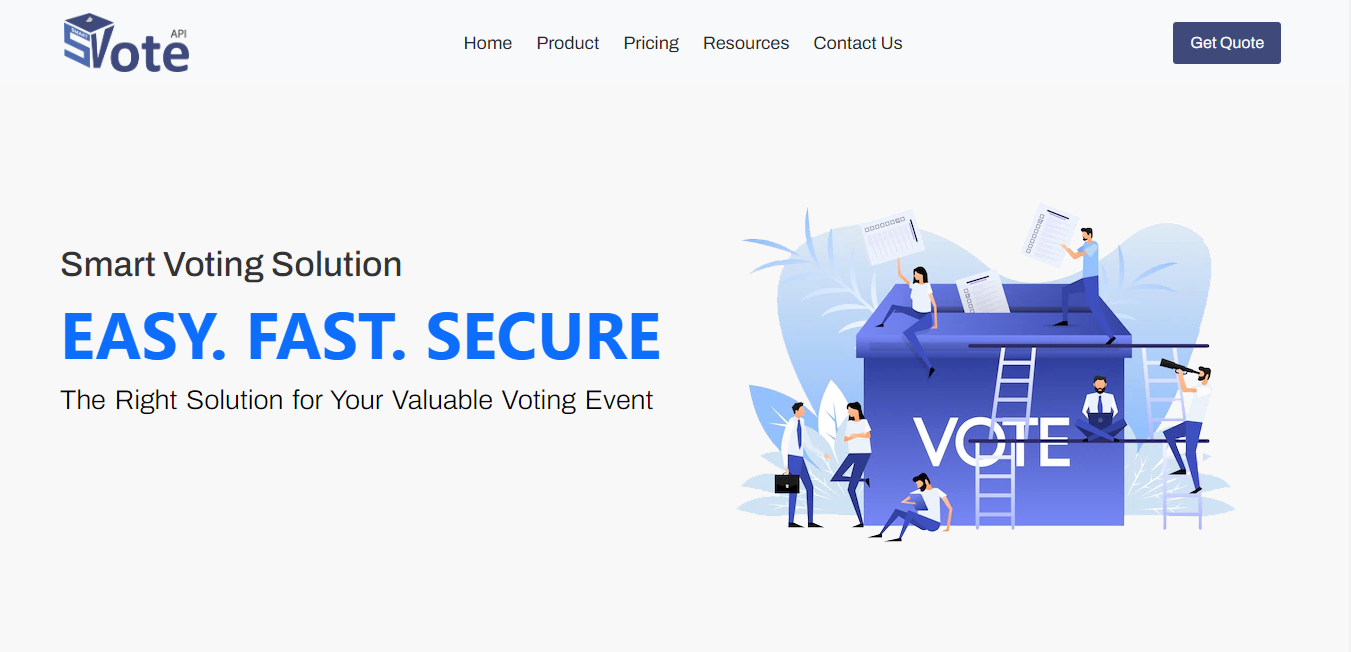 SMART
SVote
API
Home Product Pricing Resources Contact Us
Get Quote
Smart Voting Solution
EASY. FAST. SECURE
The Right Solution for Your Valuable Voting Event
VOTE